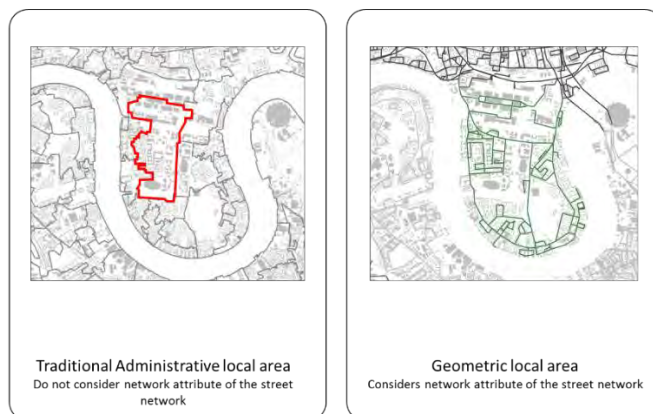 Traditional Administrative local area
Do not consider network attribute of the street
network
Geometric local area
Considers network attribute of the street network